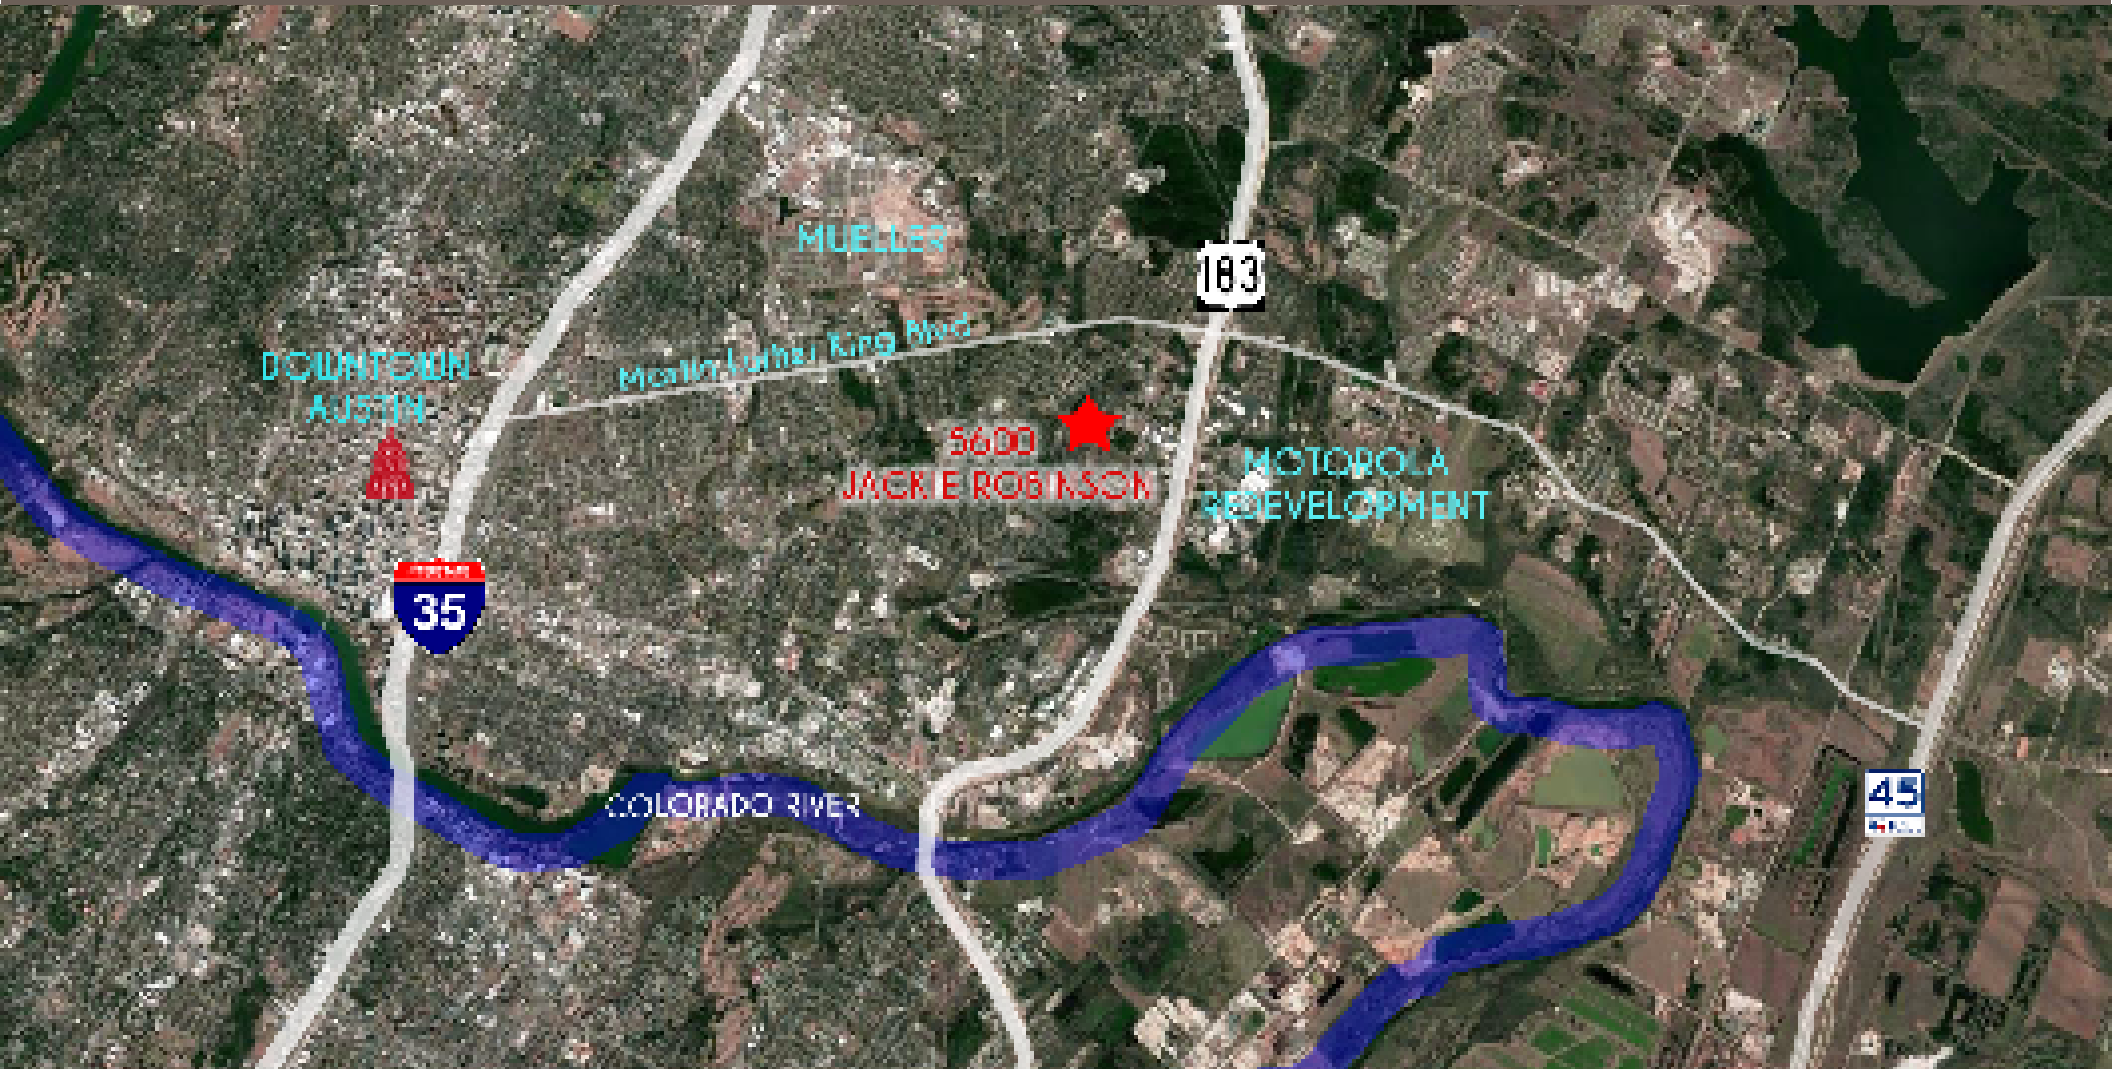 MUELLER
183
Martin Luther King Blvd
DOWNTOWN
AUSTIN
5600
JACKIE ROBINSON
MOTOROLA
REDEVELOPMENT
35
COLORADO RIVER
45